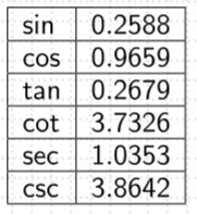 sin 0.2588
cos 0.9659
tan 0.2679
cot 3.7326
sec 1.0353
csc 3.8642